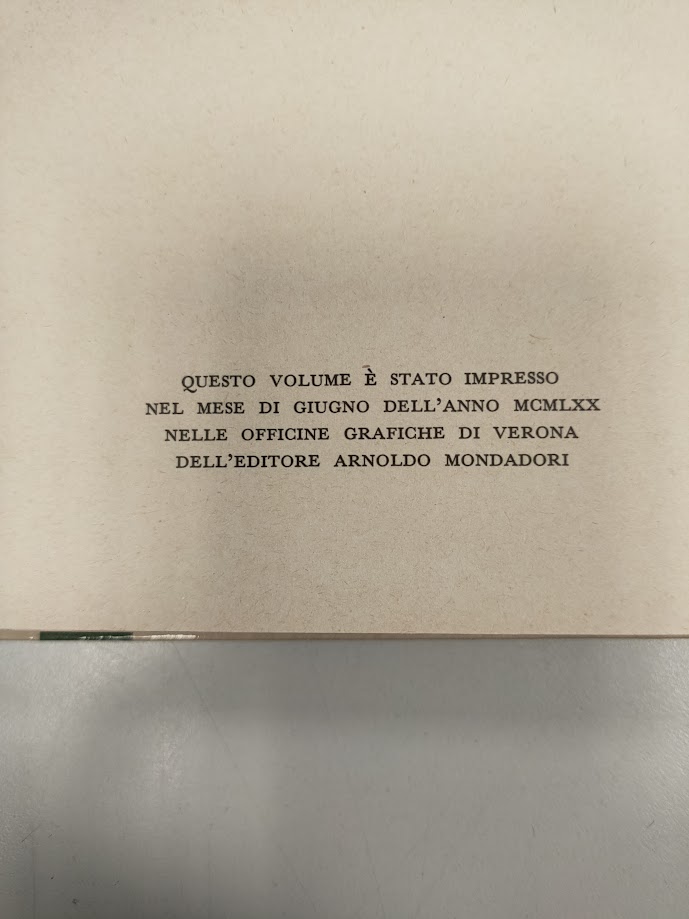 QUESTO VOLUME È STATO IMPRESSO
NEL MESE DI GIUGNO DELL'ANNO MCMLXX
NELLE OFFICINE GRAFICHE DI VERONA
DELL'EDITORE ARNOLDO MONDADORI